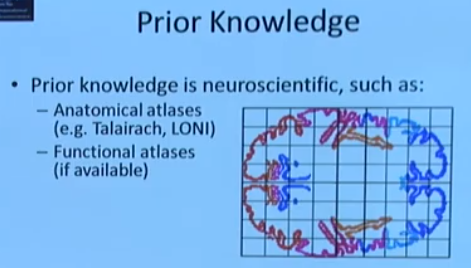 Prior Knowledge
• Prior knowledge is neuroscientific, such as:
– Anatomical atlases
(e.g. Talairach, LONI)
– Functional atlases
(if available)